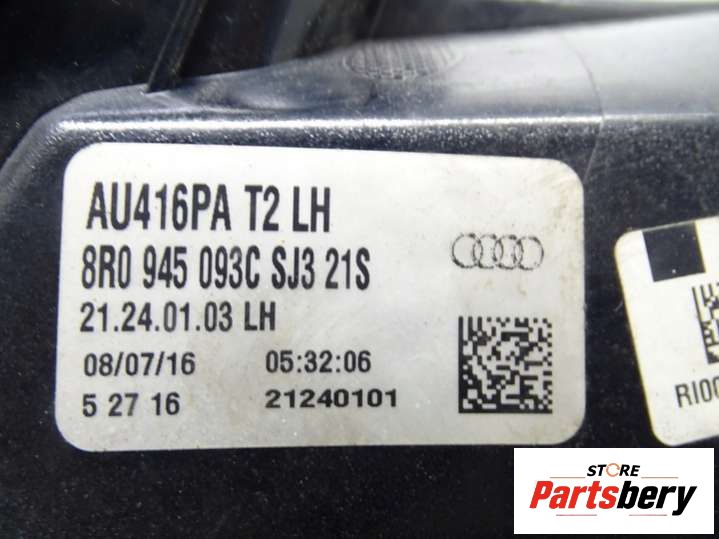 AU416PA T2 LH
8R0 945 093C SJ3 21S
21.24.01.03 LH
08/07/16 05:32:06
5 27 16 21240101
STORE
Partsbery